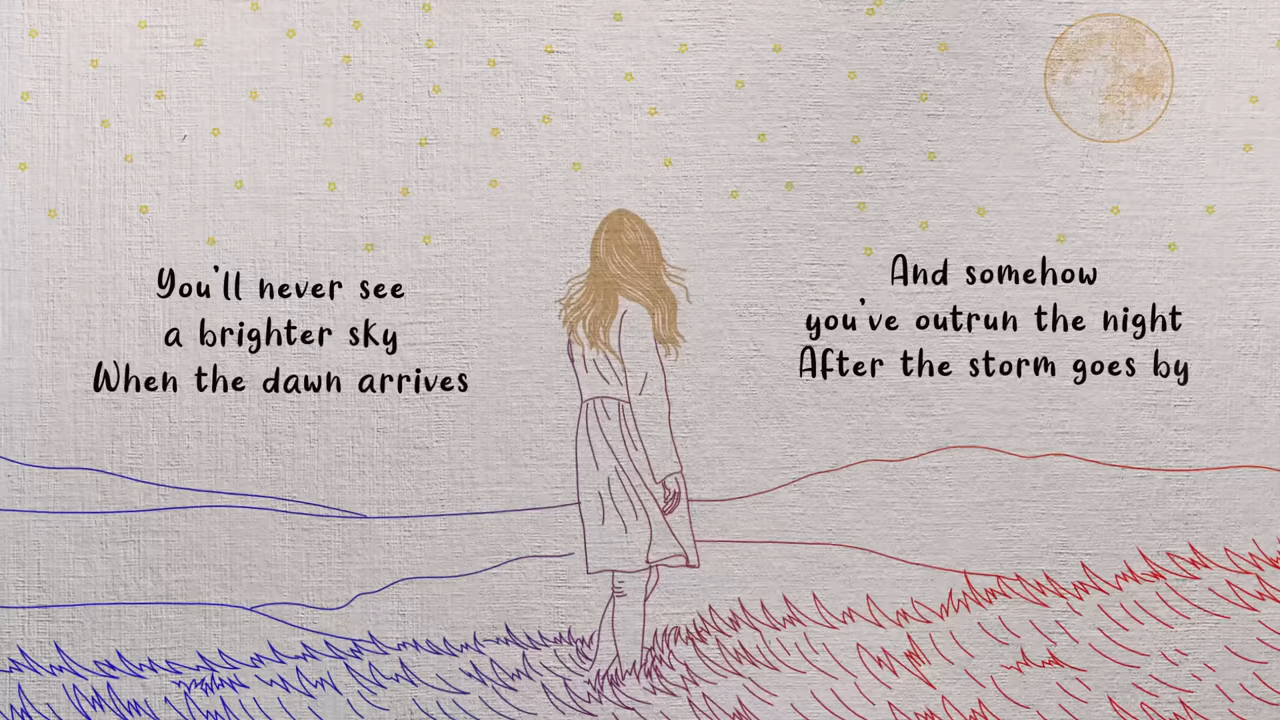 You'll never see
a brighter sky
When the dawn arrives
And somehow
you've outrun the night
After the storm goes by